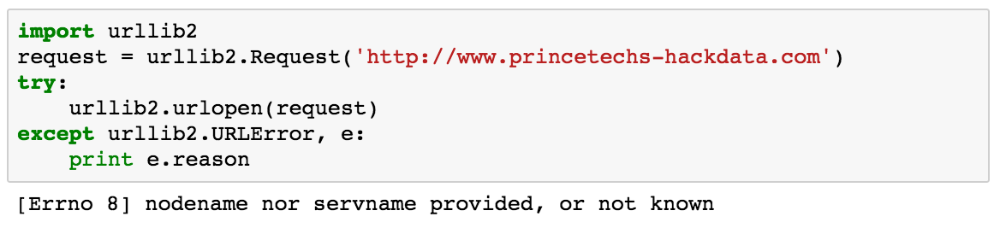 import urllib2
request = urllib2.Request('http://www.princetechs-hackdata.com')
try:
    urllib2.urlopen(request)
except urllib2.URLError, e:
    print e.reason
[Errno 8] nodename nor servname provided, or not known